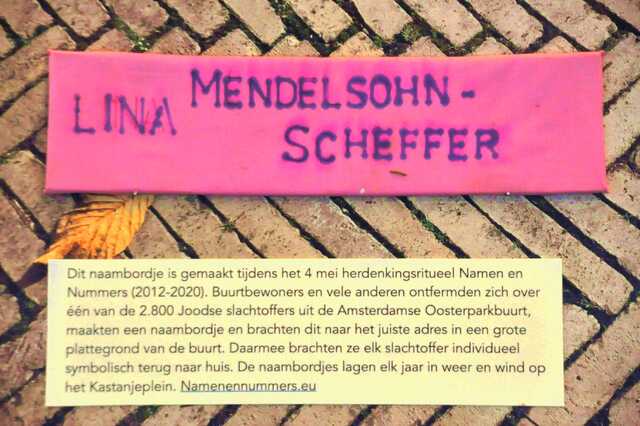 LINA MENDELSOHN-
SCHEFFER
Dit naambordje is gemaakt tijdens het 4 mei herdenkingsritueel Namen en
Nummers (2012-2020). Buurtbewoners en vele anderen ontfermden zich over
één van de 2.800 Joodse slachtoffers uit de Amsterdamse Oosterparkbuurt,
maakten een naambordje en brachten dit naar het juiste adres in een grote
plattegrond van de buurt. Daarmee brachten ze elk slachtoffer individueel
symbolisch terug naar huis. De naambordjes lagen elk jaar in weer en wind op
het Kastanjeplein. Namenennummers.eu